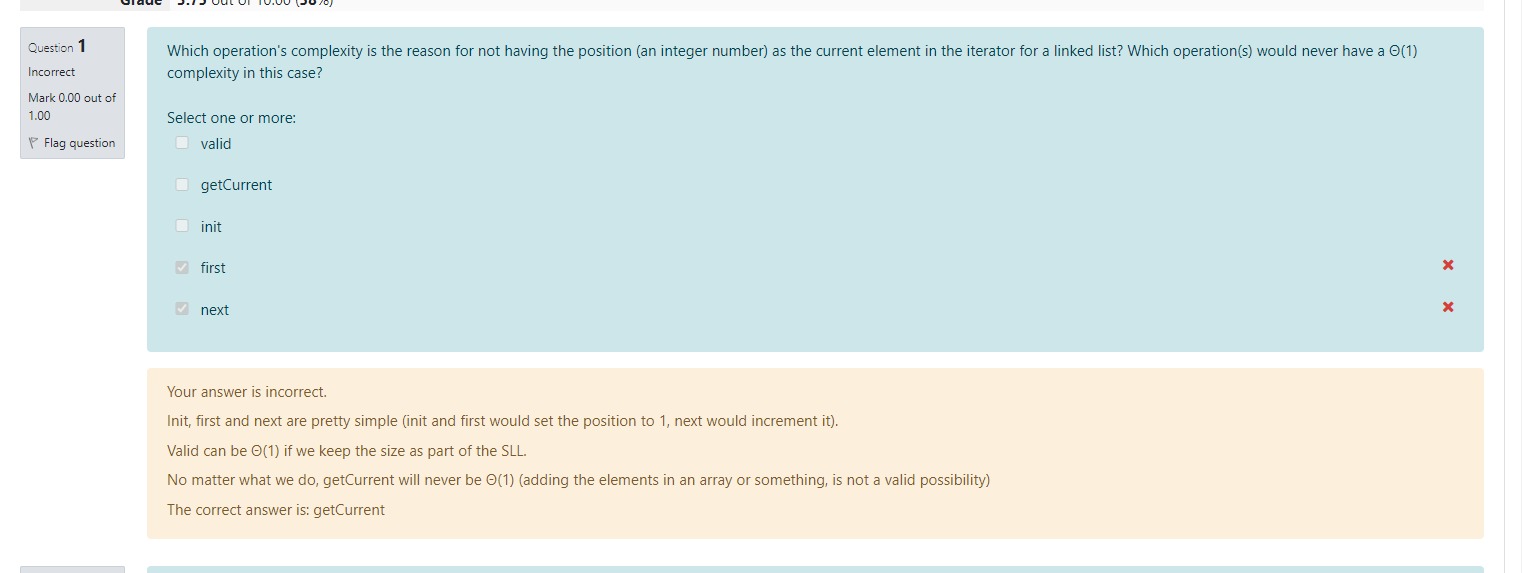 Grade 3.75 out of 10.00 (38%)
Question 1
Incorrect
Mark 0.00 out of
1.00
Flag question
Which operation's complexity is the reason for not having the position (an integer number) as the current element in the iterator for a linked list? Which operation(s) would never have a Θ(1)
complexity in this case?
Select one or more:
valid
getCurrent
init
first
next
Your answer is incorrect.
Init, first and next are pretty simple (init and first would set the position to 1, next would increment it).
Valid can be Θ(1) if we keep the size as part of the SLL.
No matter what we do, getCurrent will never be Θ(1) (adding the elements in an array or something, is not a valid possibility)
The correct answer is: getCurrent